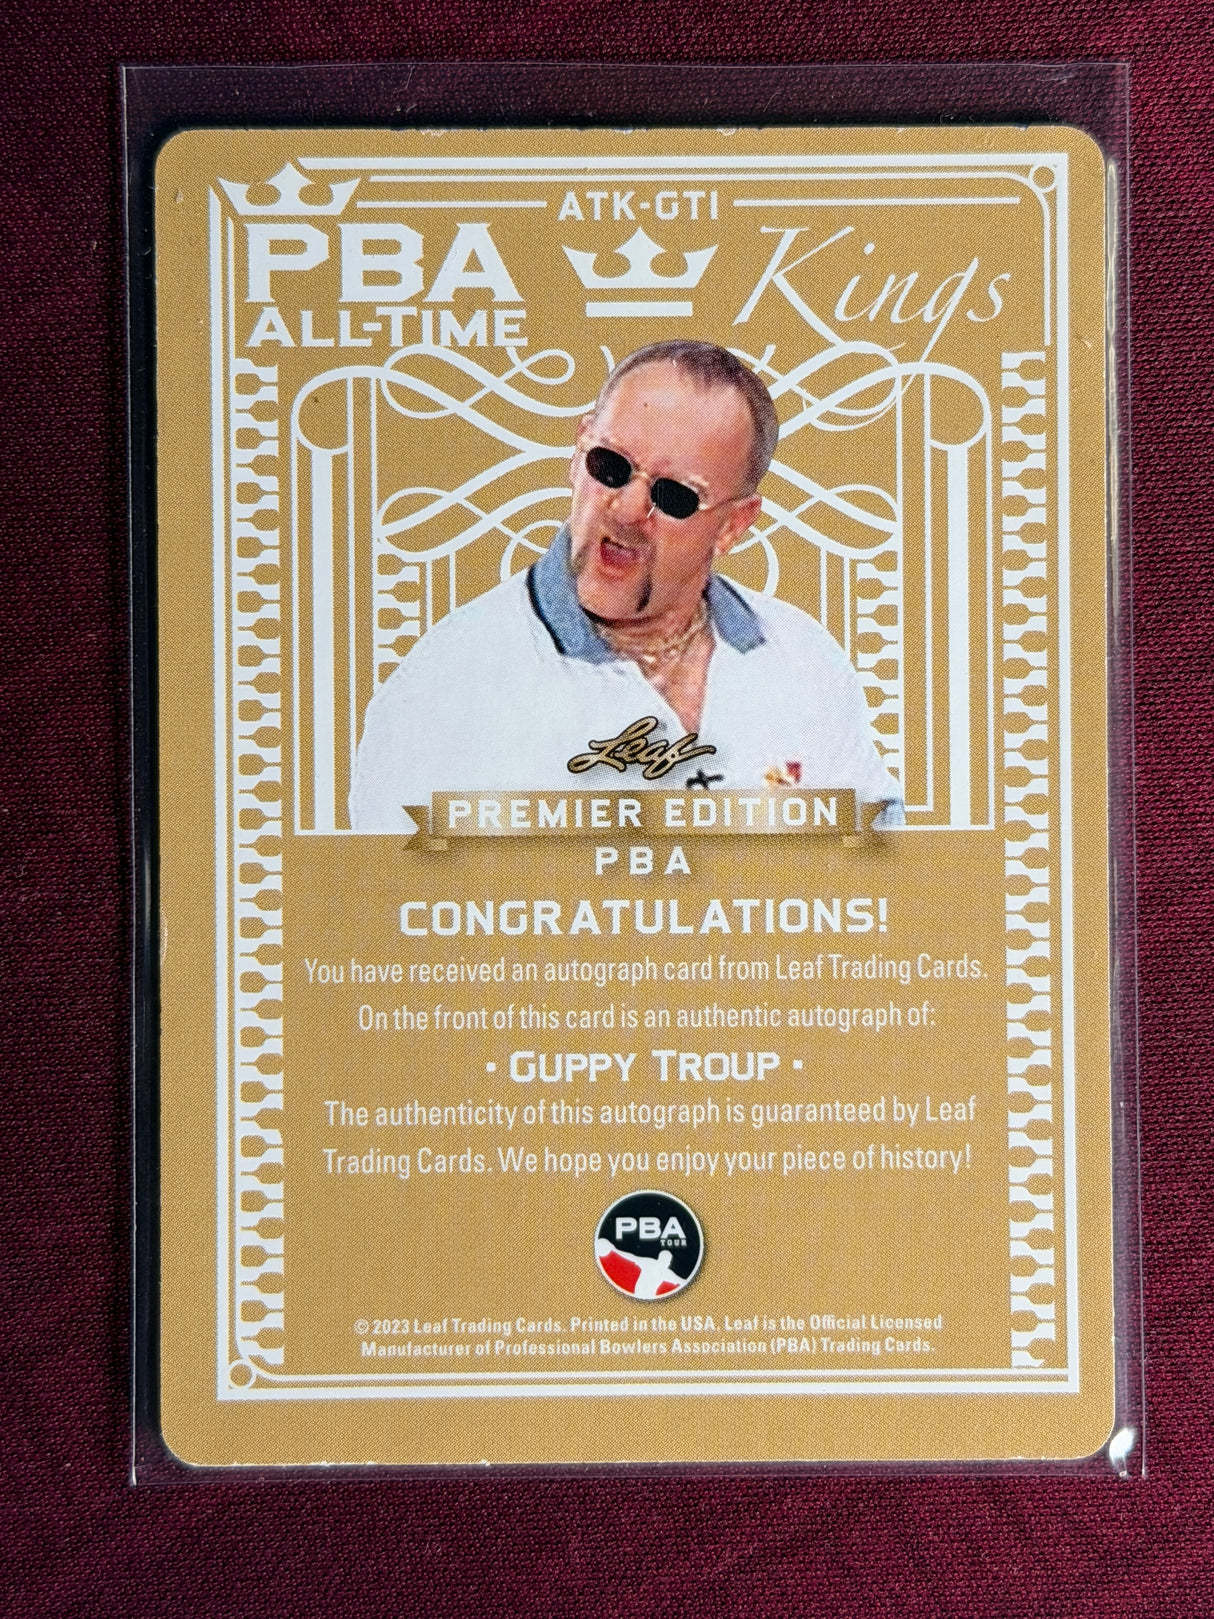 ATK-GTI
PBA
ALL-TIME
Kings
Leaf
PREMIER EDITION
PBA
CONGRATULATIONS!
You have received an autograph card from Leaf Trading Cards.
On the front of this card is an authentic autograph of:
• GUPPY TROUP •
The authenticity of this autograph is guaranteed by Leaf
Trading Cards. We hope you enjoy your piece of history!
PBA
TOUR
© 2023 Leaf Trading Cards. Printed in the USA. Leaf is the Official Licensed
Manufacturer of Professional Bowlers Association (PBA) Trading Cards.